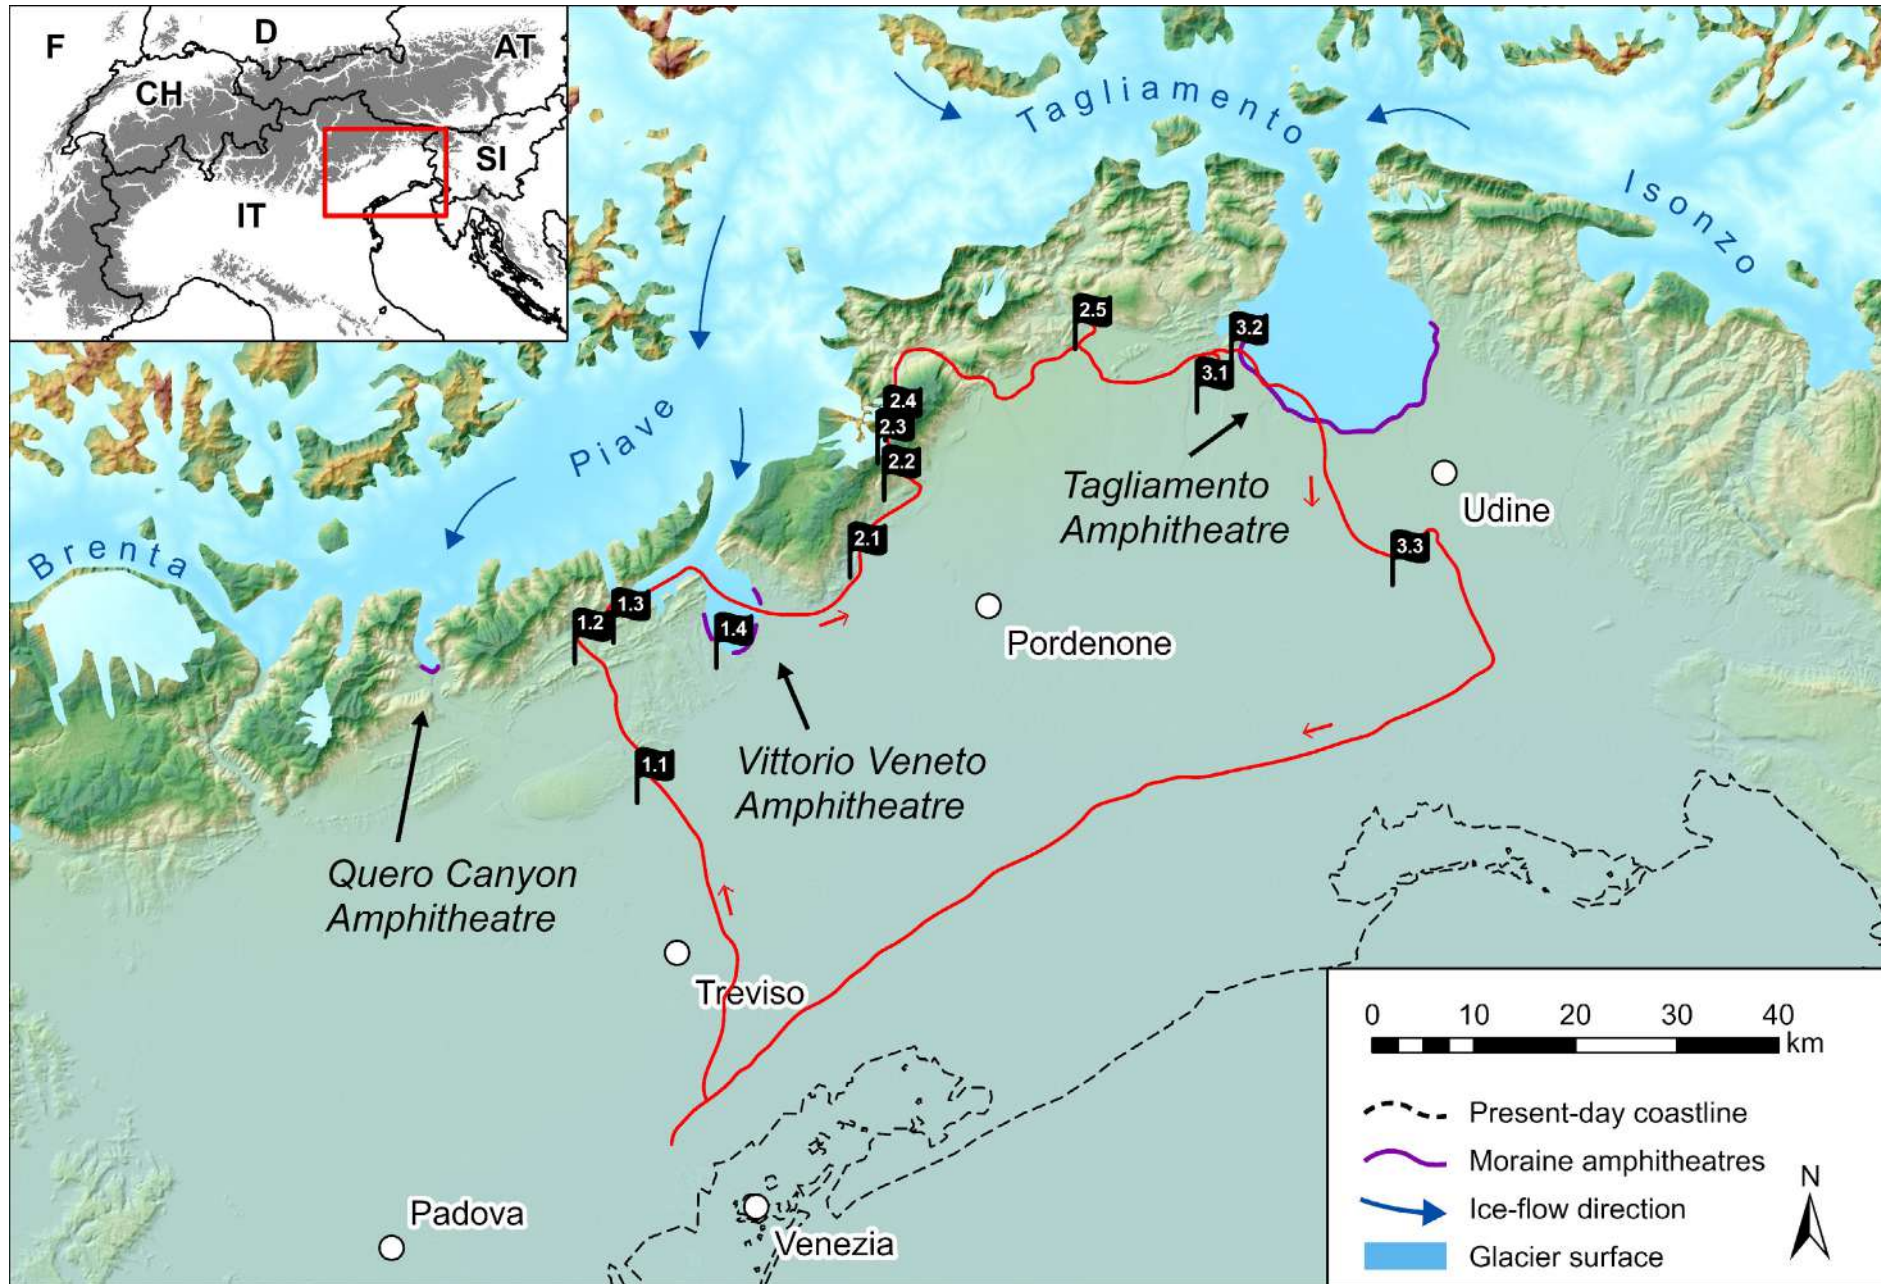 F
D
AT
CH
SI
IT
Tagliamento
Isonzo
Piave
Brenta
2.5
3.2
3.1
2.4
2.3
2.2
2.1
Tagliamento
Amphitheatre
Udine
3.3
1.3
1.2
1.4
Pordenone
1.1
Vittorio Veneto
Amphitheatre
Quero Canyon
Amphitheatre
Treviso
Padova
Venezia
0 10 20 30 40
km
Present-day coastline
Moraine amphitheatres
Ice-flow direction
Glacier surface
N